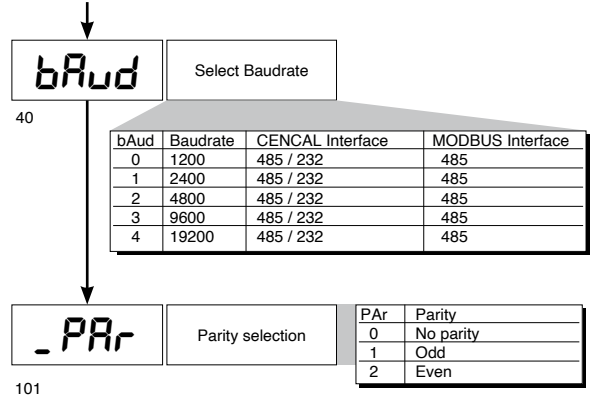 bAud
Select Baudrate
40
bAud Baudrate CENCAL Interface MODBUS Interface
0 1200 485 / 232 485
1 2400 485 / 232 485
2 4800 485 / 232 485
3 9600 485 / 232 485
4 19200 485 / 232 485
_PAr
Parity selection
PAr Parity
0 No parity
1 Odd
2 Even
101